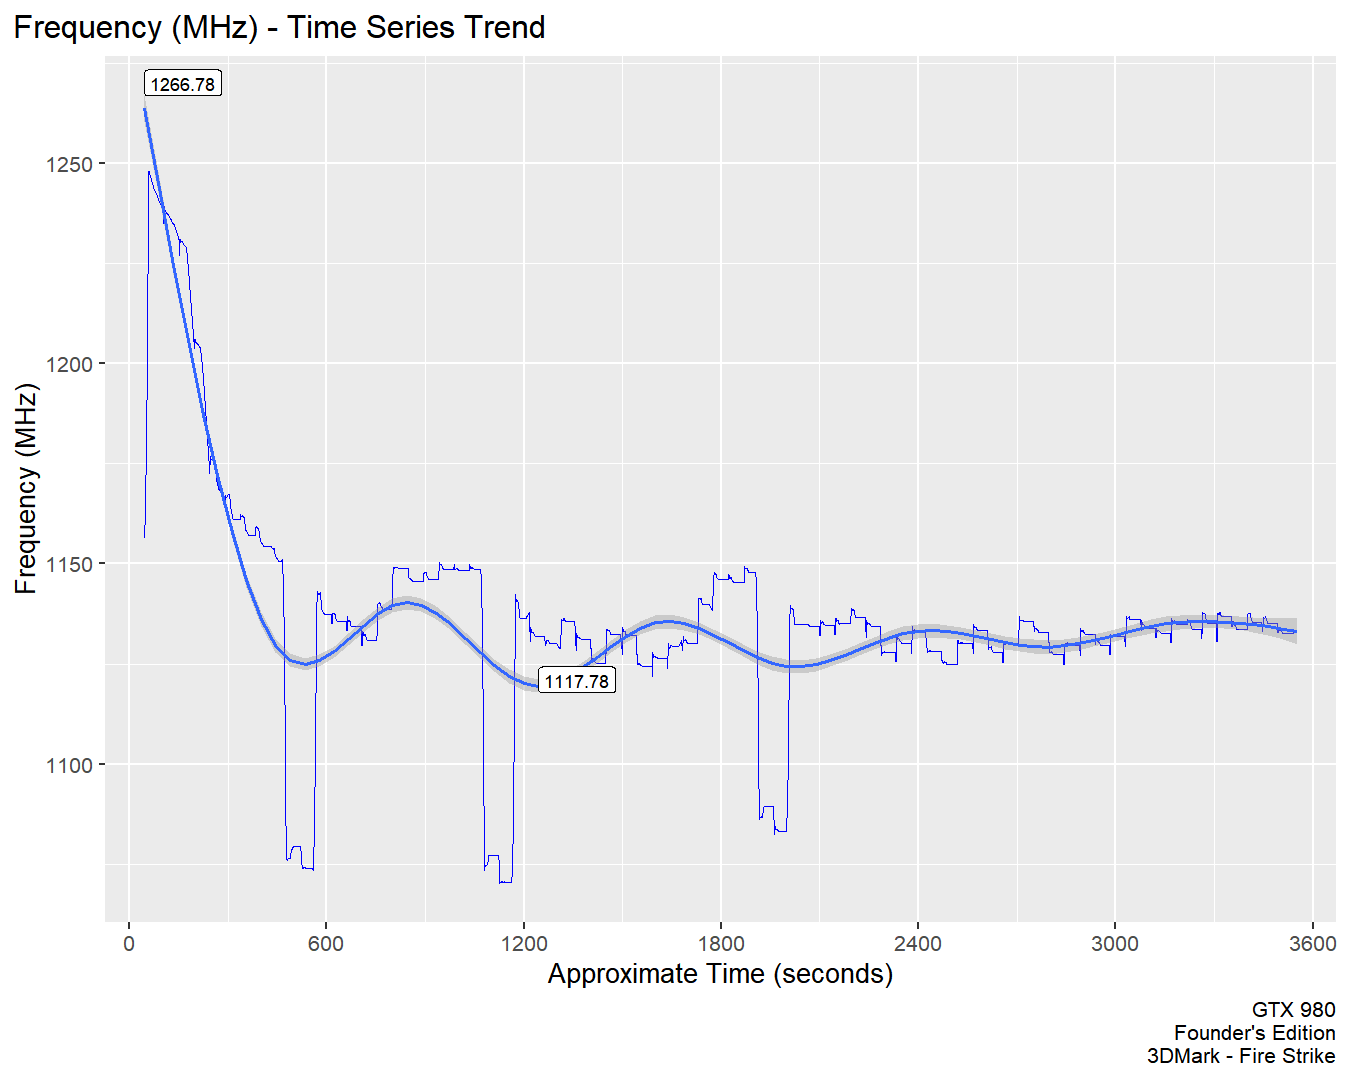 Frequency (MHz) - Time Series Trend
1266.78
1250
1200
1150
1100
Frequency (MHz)
1117.78
0 600 1200 1800 2400 3000 3600
Approximate Time (seconds)
GTX 980
Founder's Edition
3DMark - Fire Strike